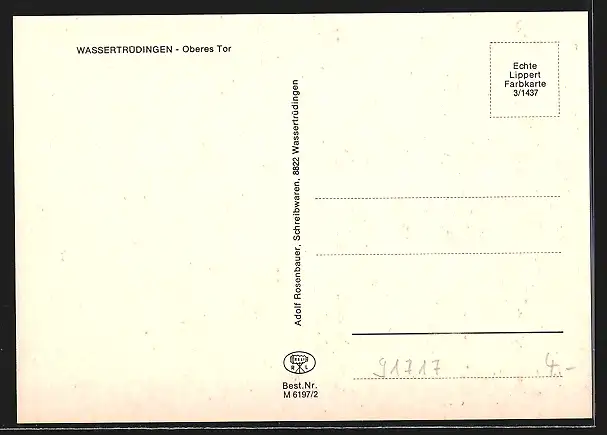 WASSERTRÜDINGEN - Oberes Tor
Adolf Rosenbauer, Schreibwaren, 8822 Wassertrüdingen
Echte
Lippert
Farbkarte
3/1437
R L
Best.Nr.
M 6197/2
91717
4.-